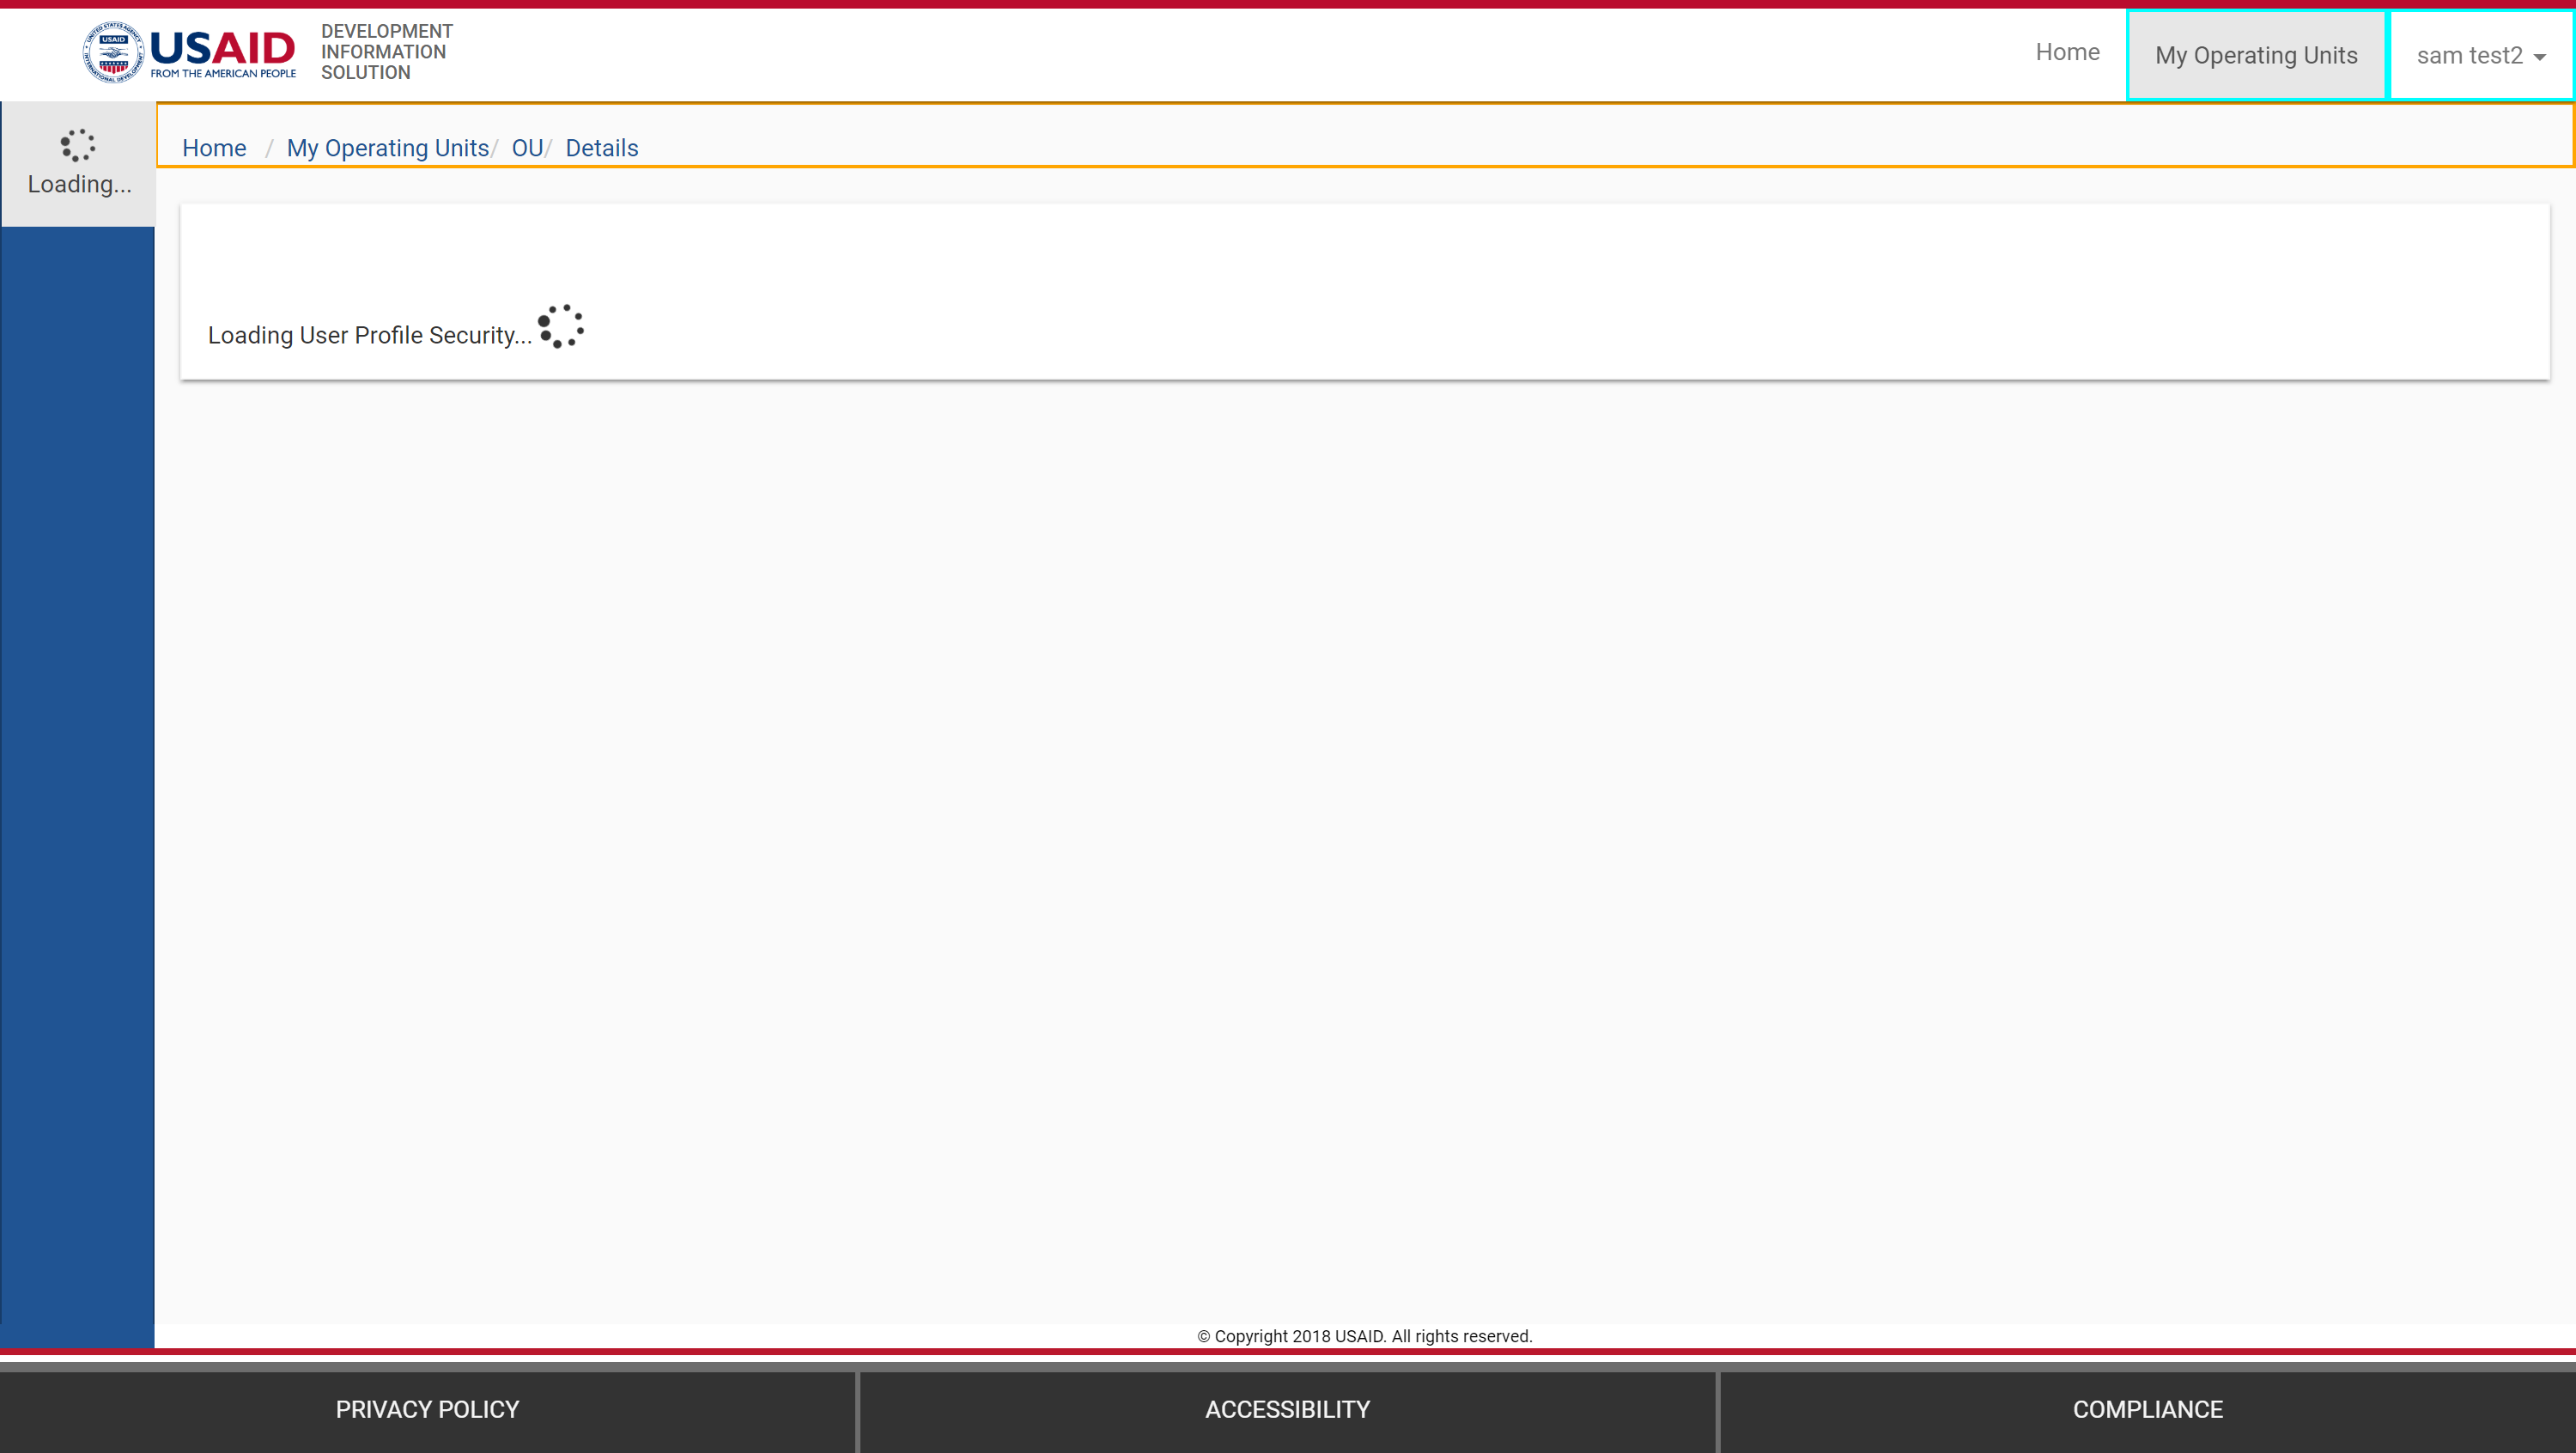 USAID
FROM THE AMERICAN PEOPLE
DEVELOPMENT
INFORMATION
SOLUTION
Home
My Operating Units
sam test2
Loading...
Home / My Operating Units/ OU/ Details
Loading User Profile Security...
© Copyright 2018 USAID. All rights reserved.
PRIVACY POLICY
ACCESSIBILITY
COMPLIANCE